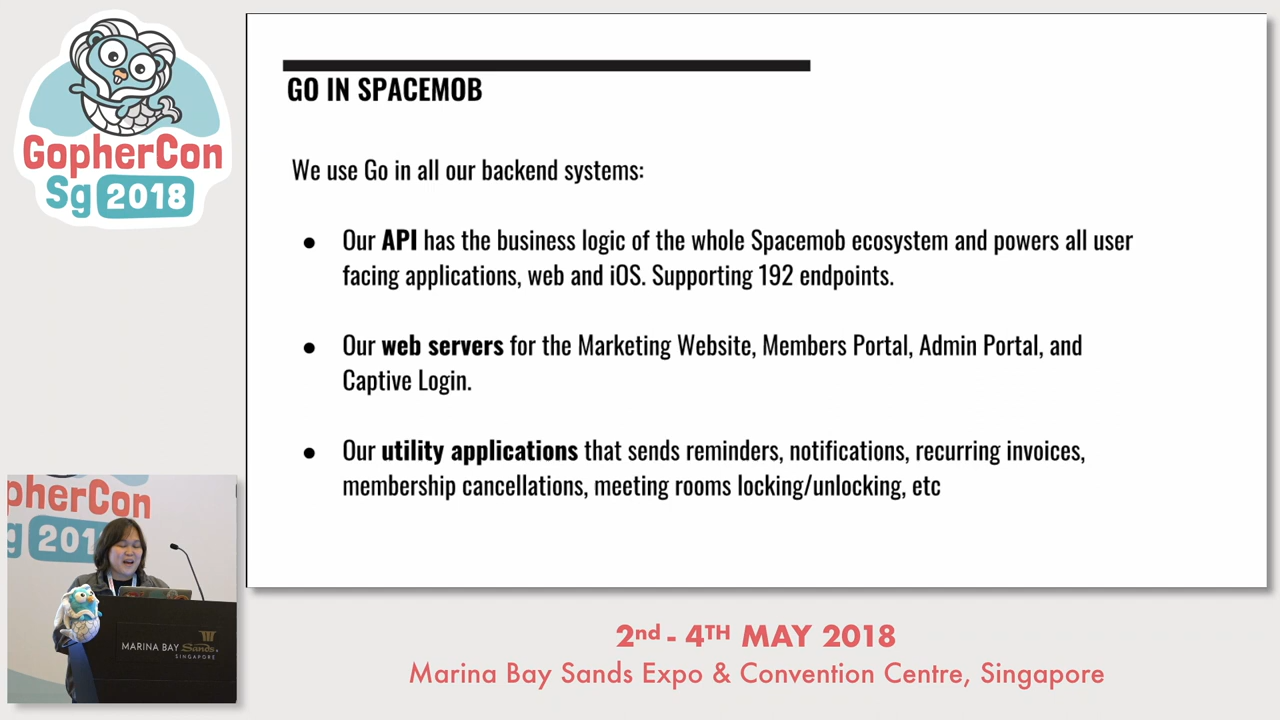 GopherCon
Sg 2018
GO IN SPACEMOB
We use Go in all our backend systems:
● Our API has the business logic of the whole Spacemob ecosystem and powers all user
facing applications, web and iOS. Supporting 192 endpoints.
● Our web servers for the Marketing Website, Members Portal, Admin Portal, and
Captive Login.
● Our utility applications that sends reminders, notifications, recurring invoices,
membership cancellations, meeting rooms locking/unlocking, etc
pherCon
g 201
MARINA BAY Sands.
SINGAPORE
2nd - 4TH MAY 2018
Marina Bay Sands Expo & Convention Centre, Singapore